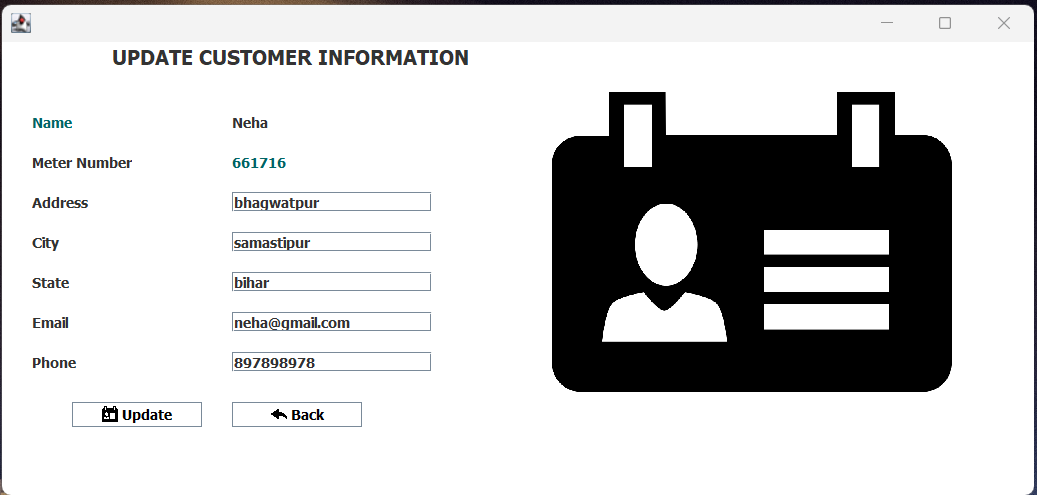 UPDATE CUSTOMER INFORMATION
Name Neha
Meter Number 661716
Address bhagwatpur
City samastipur
State bihar
Email neha@gmail.com
Phone 897898978
Update Back